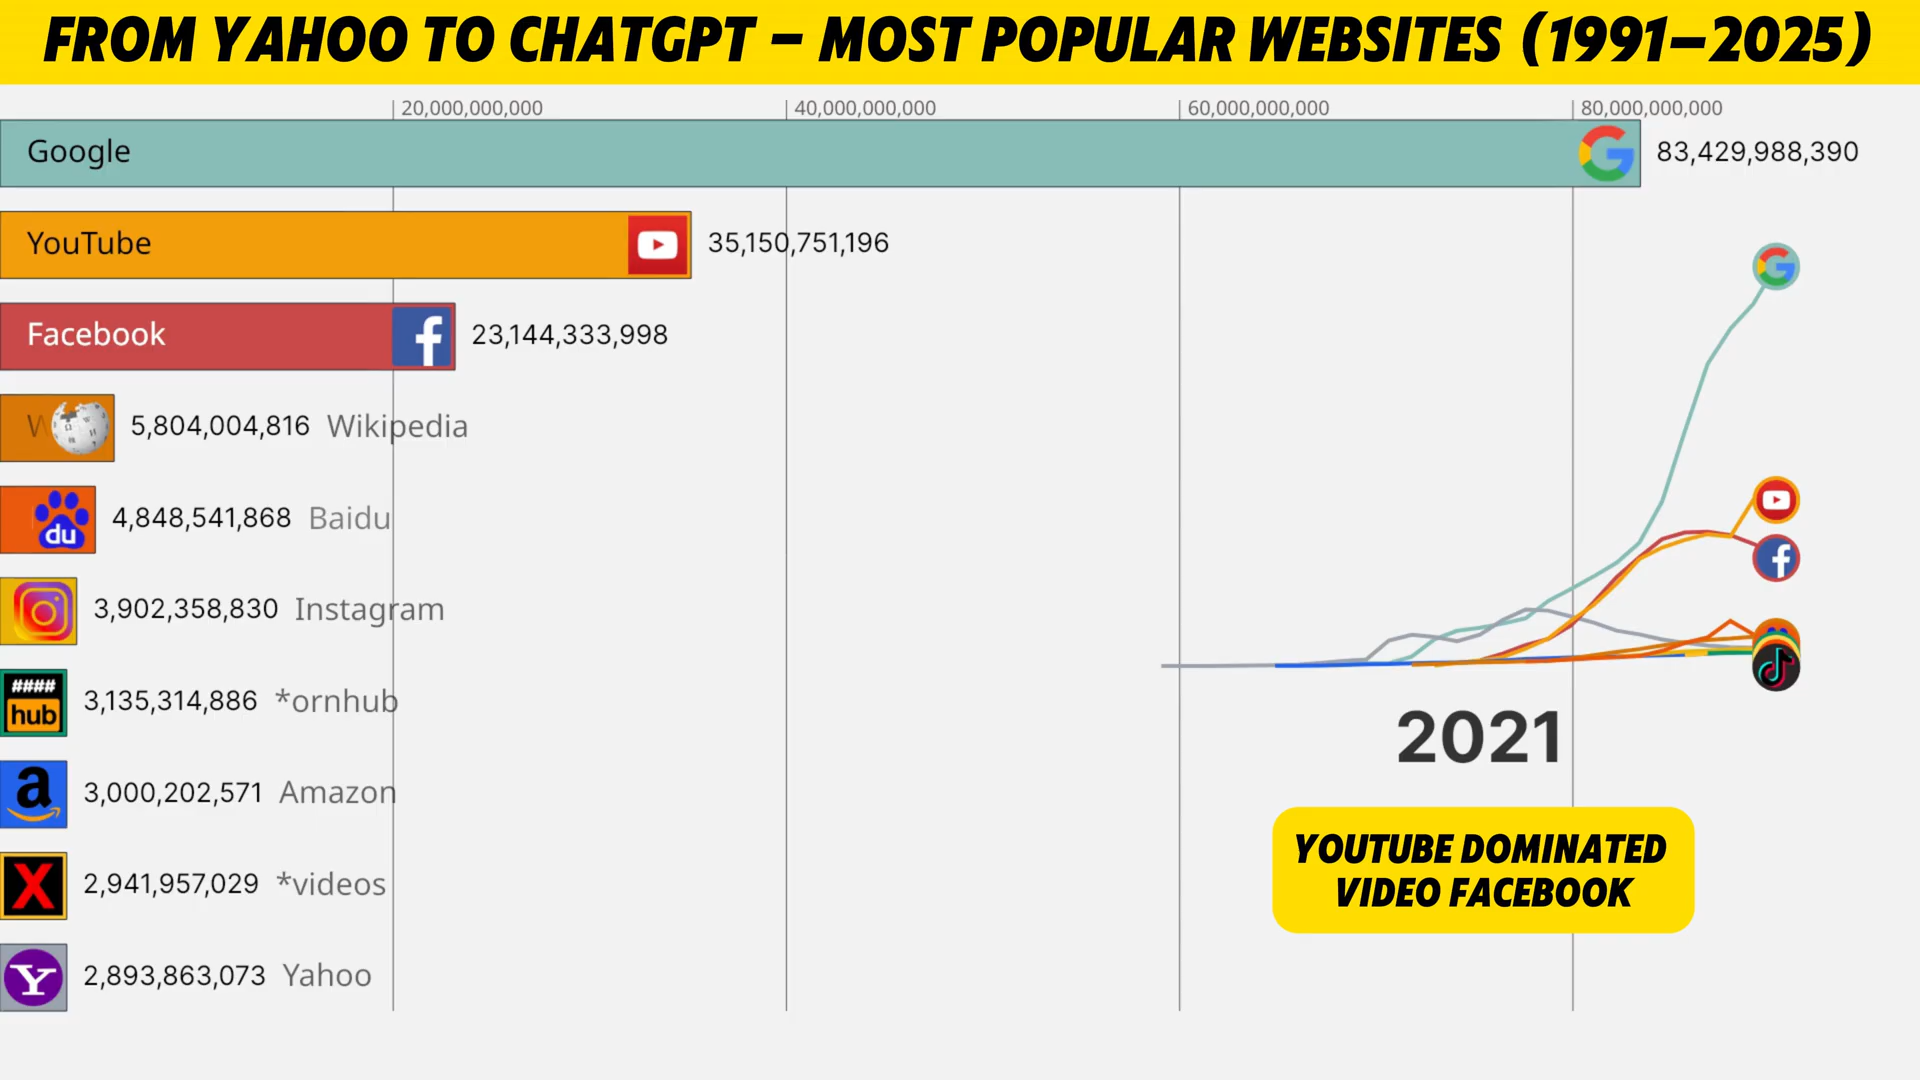 FROM YAHOO TO CHATGPT – MOST POPULAR WEBSITES (1991–2025)
20,000,000,000 40,000,000,000 60,000,000,000 80,000,000,000
Google 83,429,988,390
YouTube 35,150,751,196
Facebook 23,144,333,998
W 5,804,004,816 Wikipedia
du 4,848,541,868 Baidu
3,902,358,830 Instagram
####
hub 3,135,314,886 *ornhub
a 3,000,202,571 Amazon
X 2,941,957,029 *videos
Y 2,893,863,073 Yahoo
2021
YOUTUBE DOMINATED
VIDEO FACEBOOK